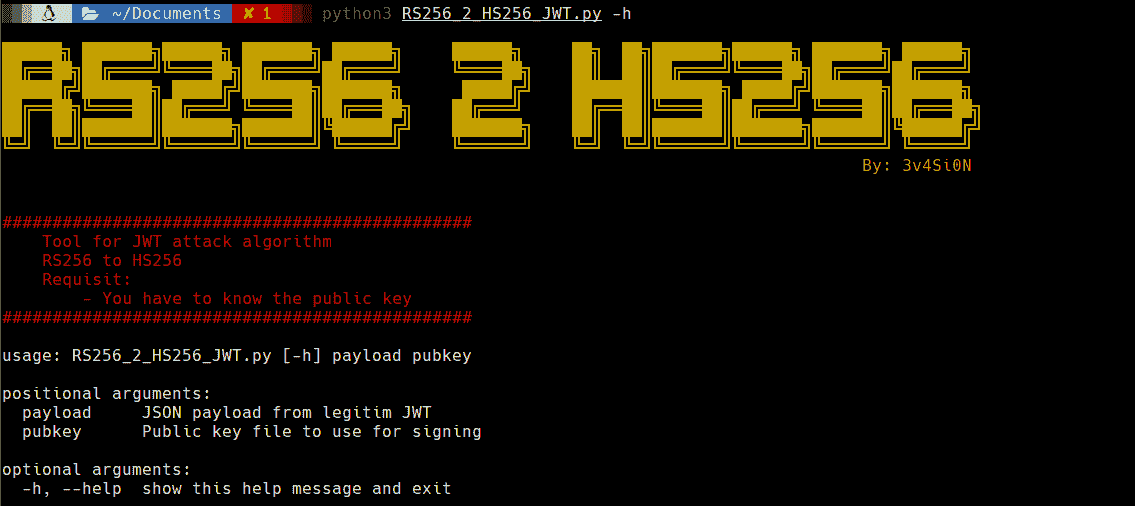 ~/Documents ✘ 1 python3 RS256_2_HS256_JWT.py -h
RS256 2 HS256
By: 3v4Si0N
###############################################
Tool for JWT attack algorithm
RS256 to HS256
Requisit:
- You have to know the public key
###############################################
usage: RS256_2_HS256_JWT.py [-h] payload pubkey
positional arguments:
payload JSON payload from legitim JWT
pubkey Public key file to use for signing
optional arguments:
-h, --help show this help message and exit